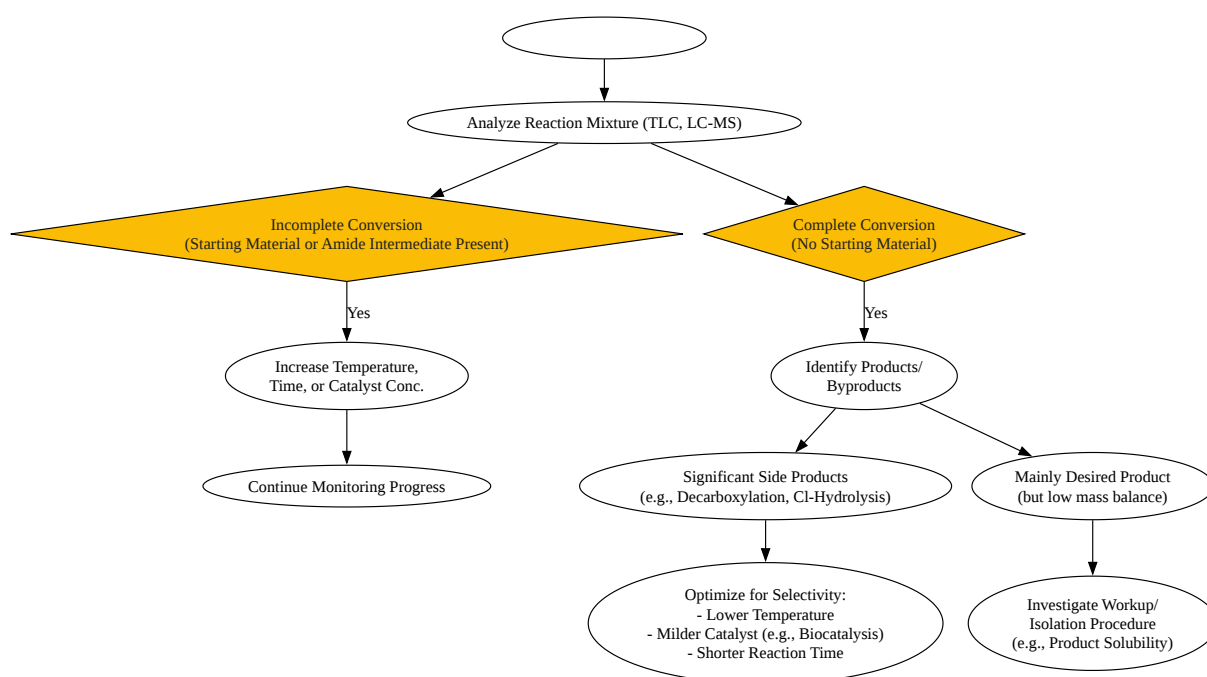 Analyze Reaction Mixture (TLC, LC-MS)
Incomplete Conversion
(Starting Material or Amide Intermediate Present)
Complete Conversion
(No Starting Material)
Yes
Yes
Increase Temperature,
Time, or Catalyst Conc.
Identify Products/
Byproducts
Continue Monitoring Progress
Significant Side Products
(e.g., Decarboxylation, Cl-Hydrolysis)
Mainly Desired Product
(but low mass balance)
Optimize for Selectivity:
- Lower Temperature
- Milder Catalyst (e.g., Biocatalysis)
- Shorter Reaction Time
Investigate Workup/
Isolation Procedure
(e.g., Product Solubility)